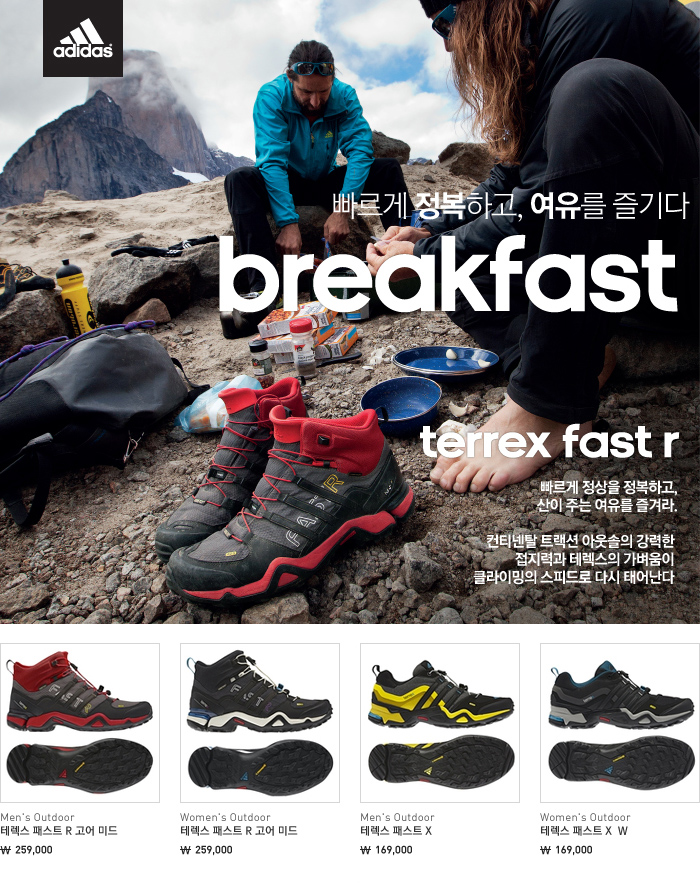 adidas
빠르게 정복하고, 여유를 즐기다
breakfast
terrex fast r
빠르게 정상을 정복하고,
산이 주는 여유를 즐겨라.
컨티넨탈 트랙션 아웃솔의 강력한
접지력과 테렉스의 가벼움이
클라이밍의 스피드로 다시 태어난다
Men's Outdoor
테렉스 패스트 R 고어 미드
₩ 259,000
Women's Outdoor
테렉스 패스트 R 고어 미드
₩ 259,000
Men's Outdoor
테렉스 패스트 X
₩ 169,000
Women's Outdoor
테렉스 패스트 X W
₩ 169,000